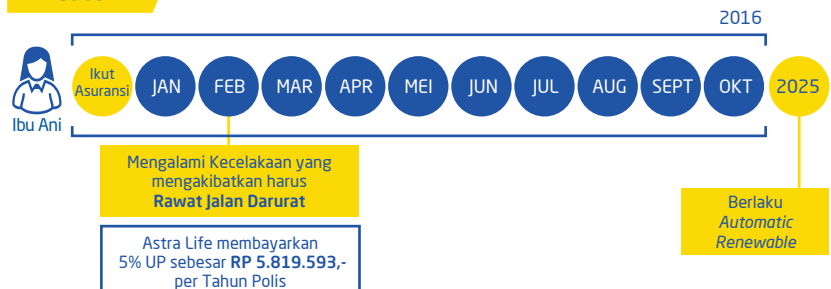 2016
Ikut
Asuransi
JAN
FEB
MAR
APR
MEI
JUN
JUL
AUG
SEPT
OKT
2025
Ibu Ani
Mengalami Kecelakaan yang
mengakibatkan harus
Rawat Jalan Darurat
Berlaku
Automatic
Renewable
Astra Life membayarkan
5% UP sebesar RP 5.819.593,-
per Tahun Polis